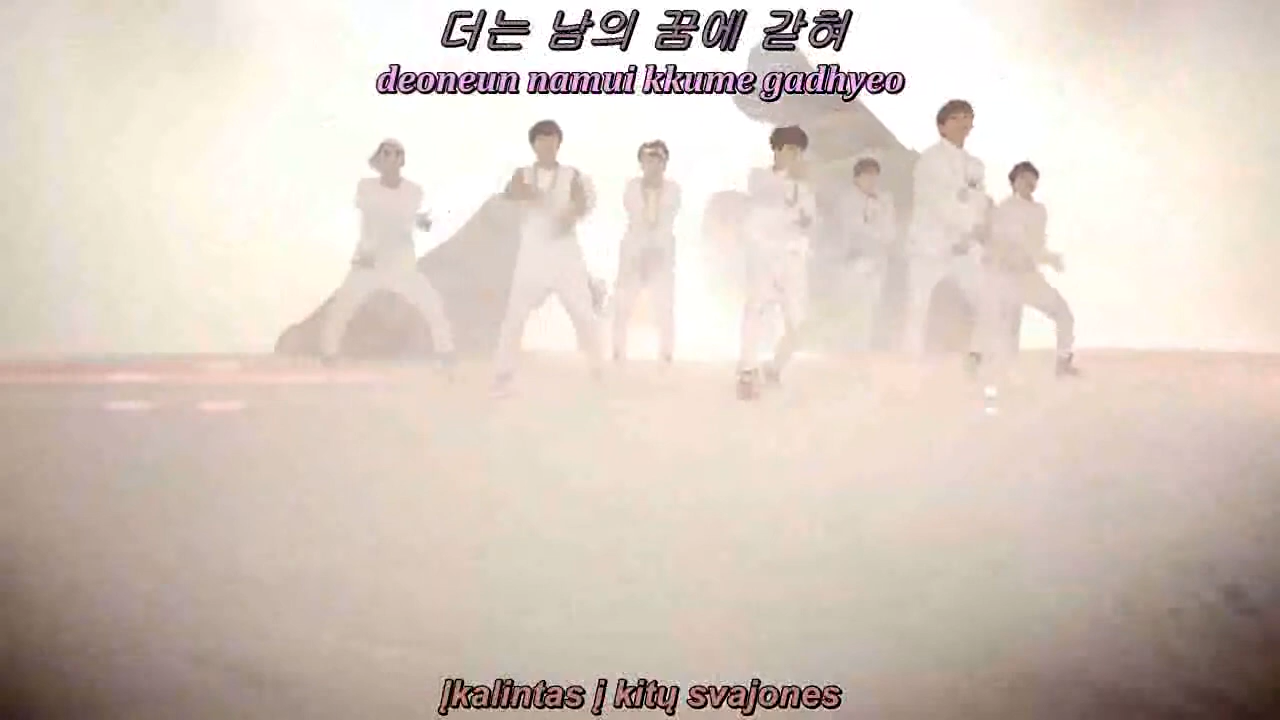 더는 남의 꿈에 갇혀
deoneun namui kkume gadhyeo
Įkalintas į kitų svajones